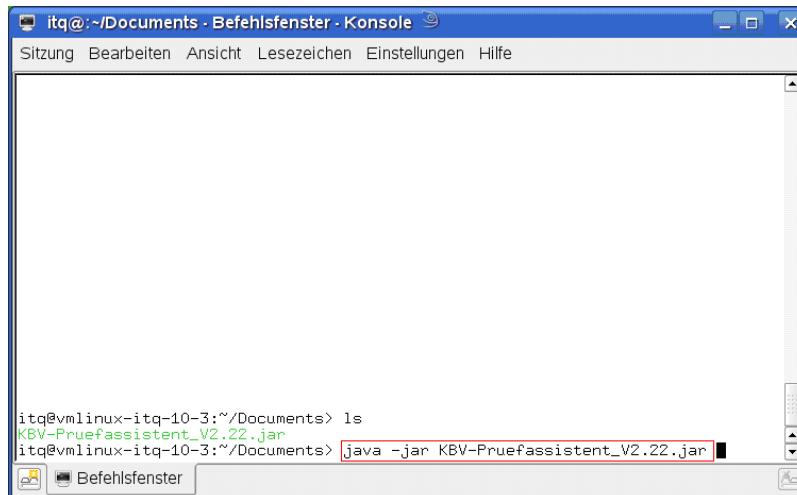 itq@:~/Documents - Befehlsfenster - Konsole
Sitzung Bearbeiten Ansicht Lesezeichen Einstellungen Hilfe
itq@vmlinux-itq-10-3:~/Documents> ls
KBV-Pruefassistent_V2.22.jar
itq@vmlinux-itq-10-3:~/Documents> java -jar KBV-Pruefassistent_V2.22.jar
Befehlsfenster